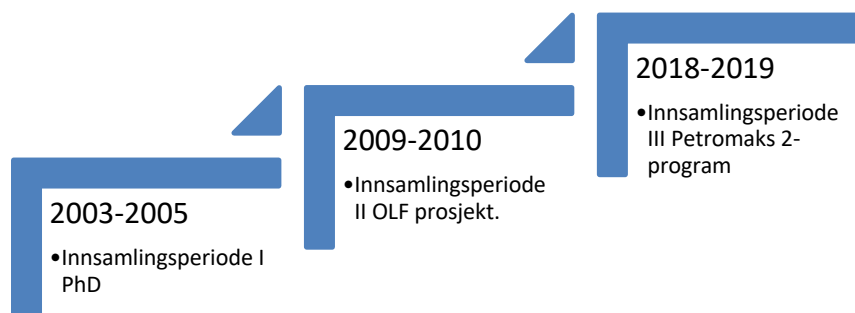 2003-2005
•Innsamlingsperiode I
PhD
2009-2010
•Innsamlingsperiode
II OLF prosjekt.
2018-2019
•Innsamlingsperiode
III Petromaks 2-
program